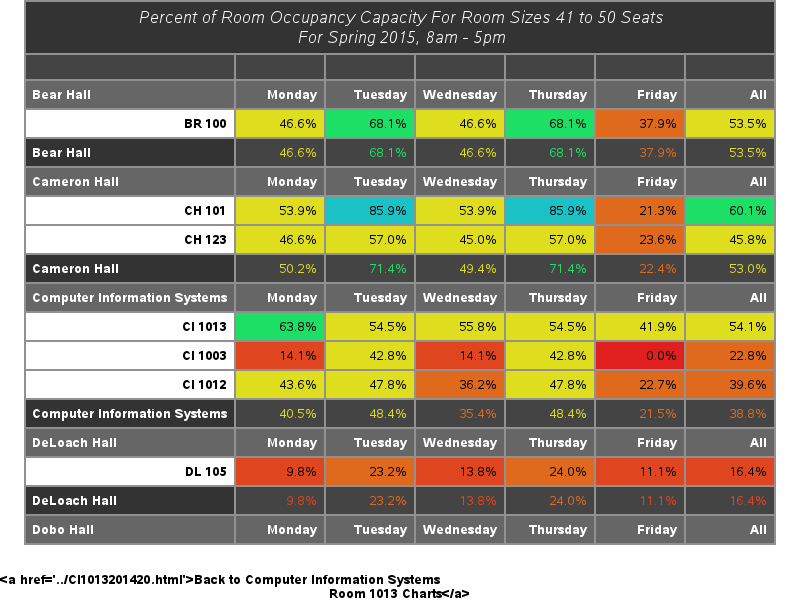 Percent of Room Occupancy Capacity For Room Sizes 41 to 50 Seats
For Spring 2015, 8am - 5pm
Bear Hall Monday Tuesday Wednesday Thursday Friday All
BR 100 46.6% 68.1% 46.6% 68.1% 37.9% 53.5%
Bear Hall 46.6% 68.1% 46.6% 68.1% 37.9% 53.5%
Cameron Hall Monday Tuesday Wednesday Thursday Friday All
CH 101 53.9% 85.9% 53.9% 85.9% 21.3% 60.1%
CH 123 46.6% 57.0% 45.0% 57.0% 23.6% 45.8%
Cameron Hall 50.2% 71.4% 49.4% 71.4% 22.4% 53.0%
Computer Information Systems Monday Tuesday Wednesday Thursday Friday All
CI 1013 63.8% 54.5% 55.8% 54.5% 41.9% 54.1%
CI 1003 14.1% 42.8% 14.1% 42.8% 0.0% 22.8%
CI 1012 43.6% 47.8% 36.2% 47.8% 22.7% 39.6%
Computer Information Systems 40.5% 48.4% 35.4% 48.4% 21.5% 38.8%
DeLoach Hall Monday Tuesday Wednesday Thursday Friday All
DL 105 9.8% 23.2% 13.8% 24.0% 11.1% 16.4%
DeLoach Hall 9.8% 23.2% 13.8% 24.0% 11.1% 16.4%
Dobo Hall Monday Tuesday Wednesday Thursday Friday All
&lt;a href='../CI1013201420.html'&gt;Back to Computer Information Systems
Room 1013 Charts&lt;/a&gt;